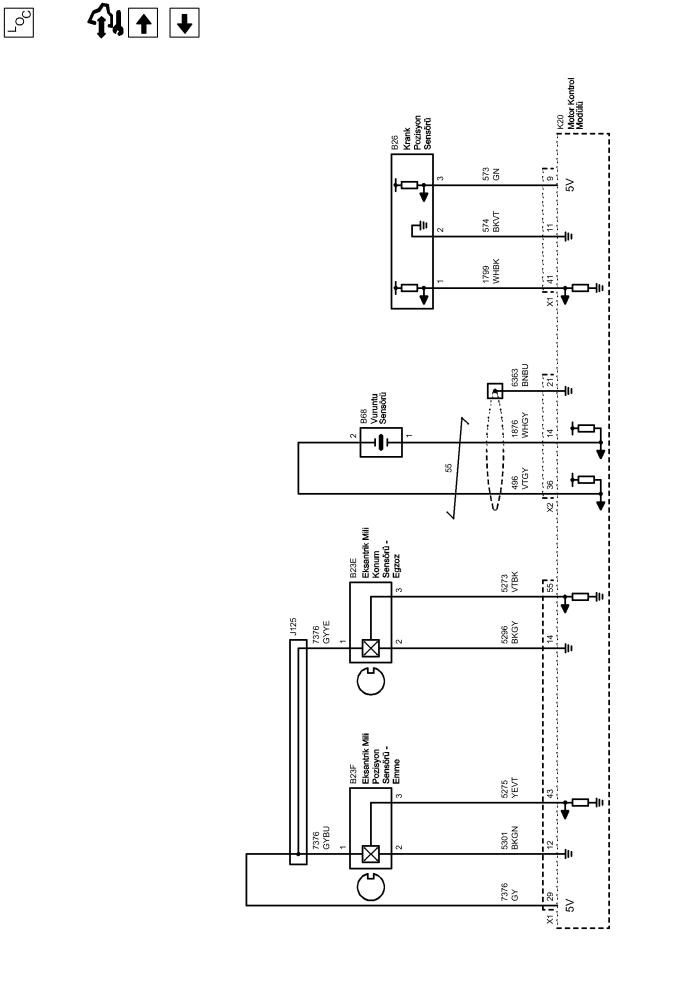 LOC
K20
Motor Kontrol
Modülü
B26
Krank
Pozisyon
Sensörü
3
573
GN
9
5V
2
574
BKVT
11
1
1799
WHBK
41
X1
6363
BNBU
21
B68
Vuruntu
Sensörü
2
1
1876
WHGY
14
55
496
VTGY
36
X2
B23E
Eksantrik Mili
Konum
Sensörü -
Egzoz
3
5273
VTBK
55
J125
7376
GYYE
1
2
5296
BKGY
14
B23F
Eksantrik Mili
Pozisyon
Sensörü -
Emme
3
5275
YEVT
43
7376
GYBU
1
2
5301
BKGN
12
7376
GY
29
X1
5V